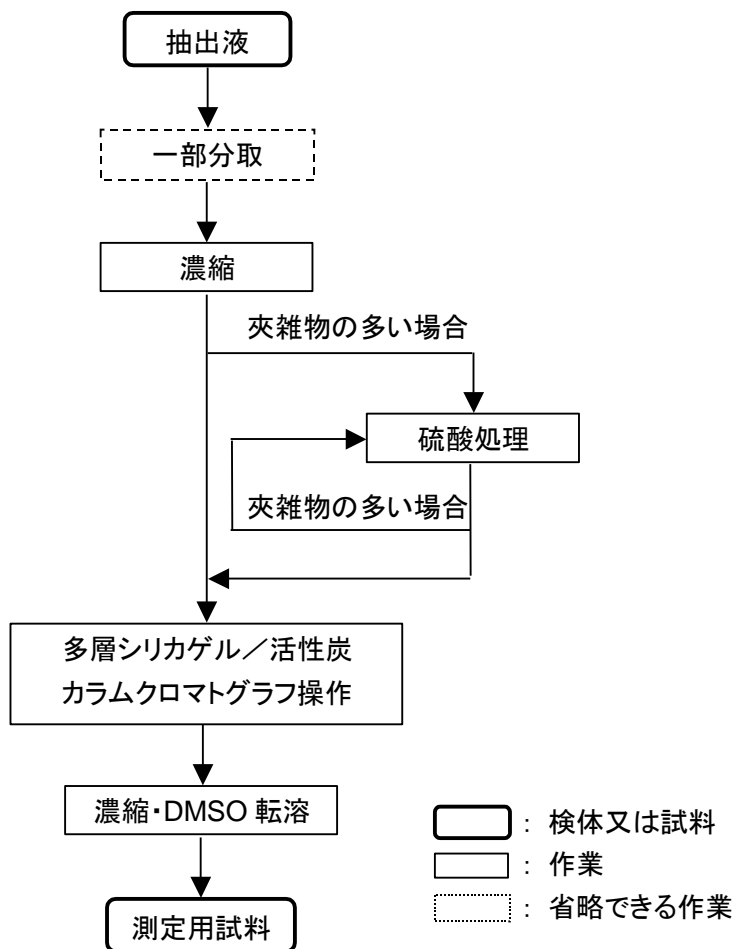 抽出液
一部分取
濃縮
夾雑物の多い場合
硫酸処理
夾雑物の多い場合
多層シリカゲル／活性炭
カラムクロマトグラフ操作
濃縮・DMSO 転溶
測定用試料
： 検体又は試料
： 作業
： 省略できる作業